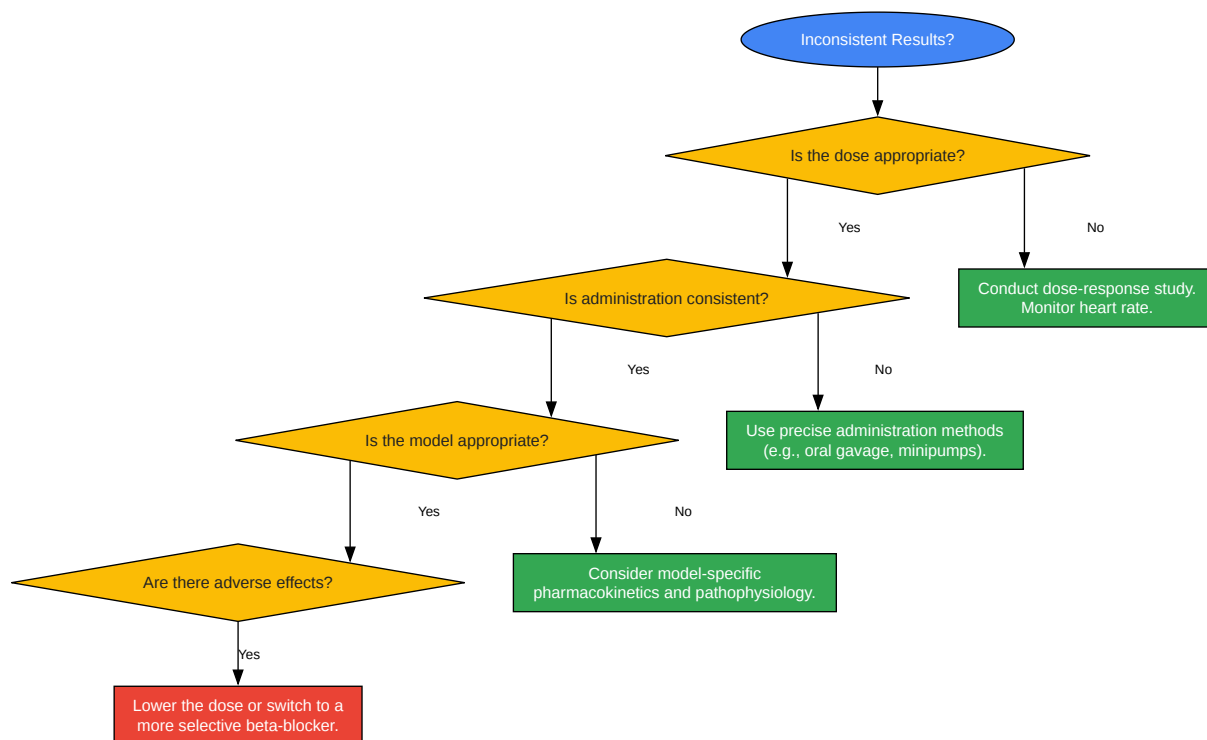 Inconsistent Results?
Is the dose appropriate?
Yes
No
Is administration consistent?
Conduct dose-response study.
Monitor heart rate.
Yes
No
Is the model appropriate?
Use precise administration methods
(e.g., oral gavage, minipumps).
Yes
No
Are there adverse effects?
Consider model-specific
pharmacokinetics and pathophysiology.
Yes
Lower the dose or switch to a
more selective beta-blocker.